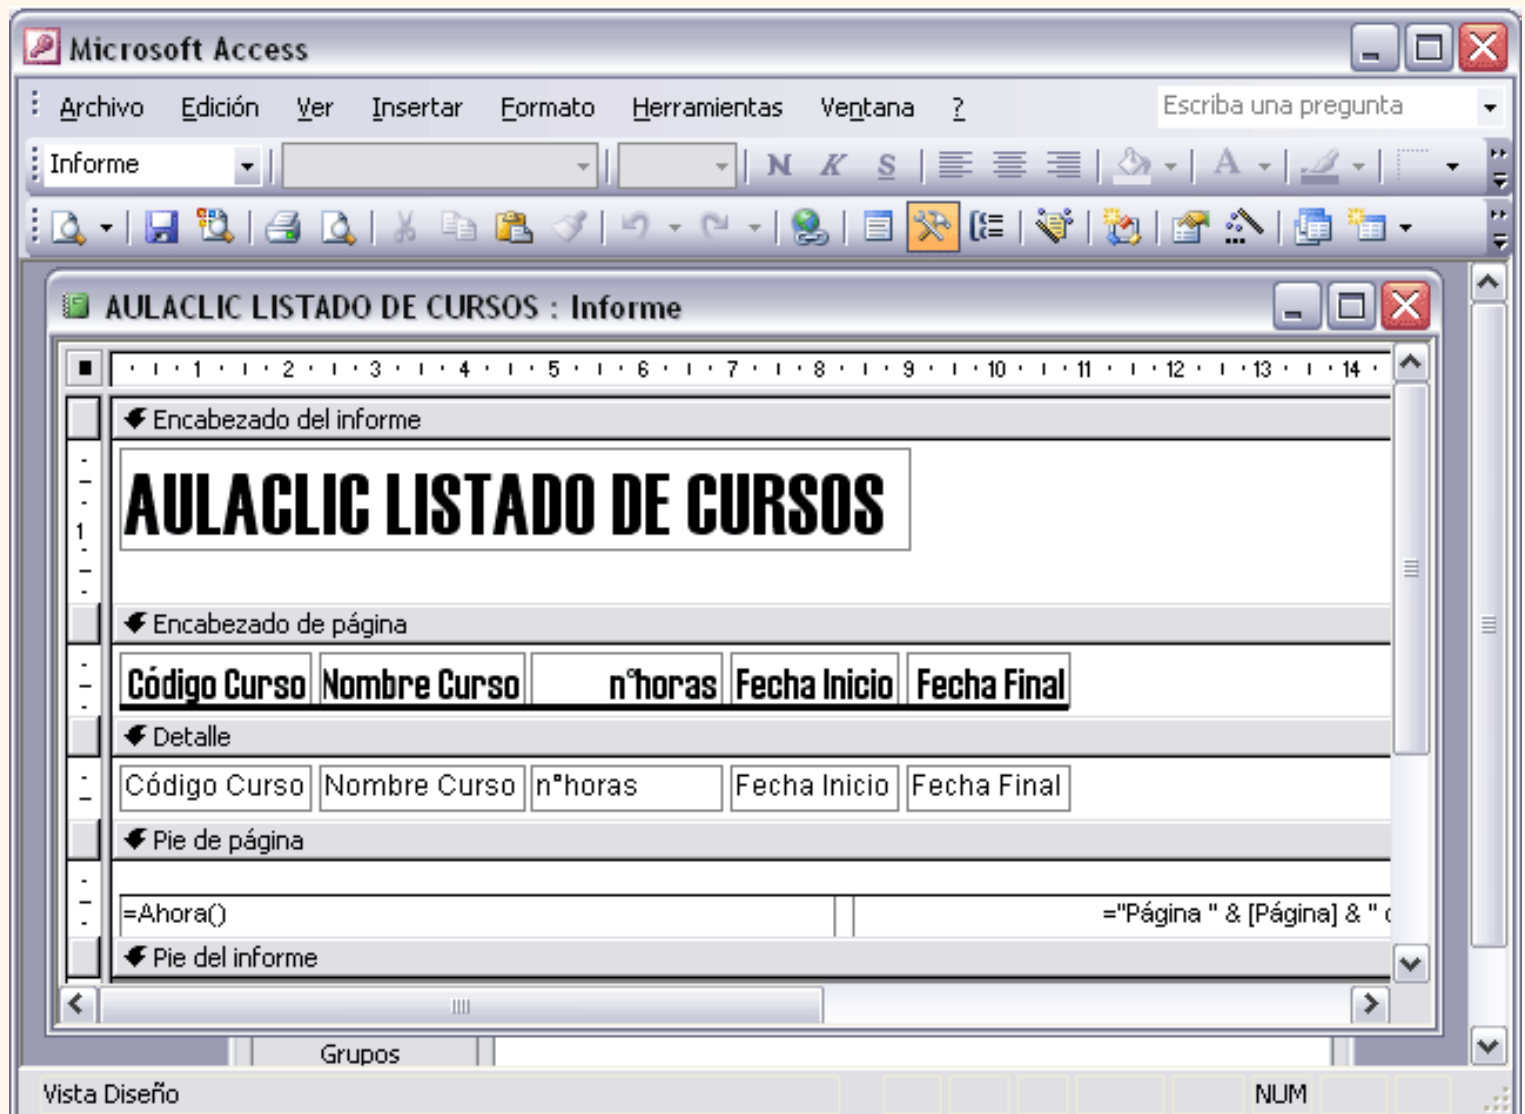 Microsoft Access
Archivo Edición Ver Insertar Formato Herramientas Ventana ? Escriba una pregunta
Informe N K S A
AULACLIC LISTADO DE CURSOS : Informe
1 2 3 4 5 6 7 8 9 10 11 12 13 14
Encabezado del informe
AULACLIC LISTADO DE CURSOS
1
Encabezado de página
Código Curso Nombre Curso n°horas Fecha Inicio Fecha Final
Detalle
Código Curso Nombre Curso n°horas Fecha Inicio Fecha Final
Pie de página
=Ahora() ="Página " & [Página] & "
Pie del informe
Grupos
Vista Diseño NUM